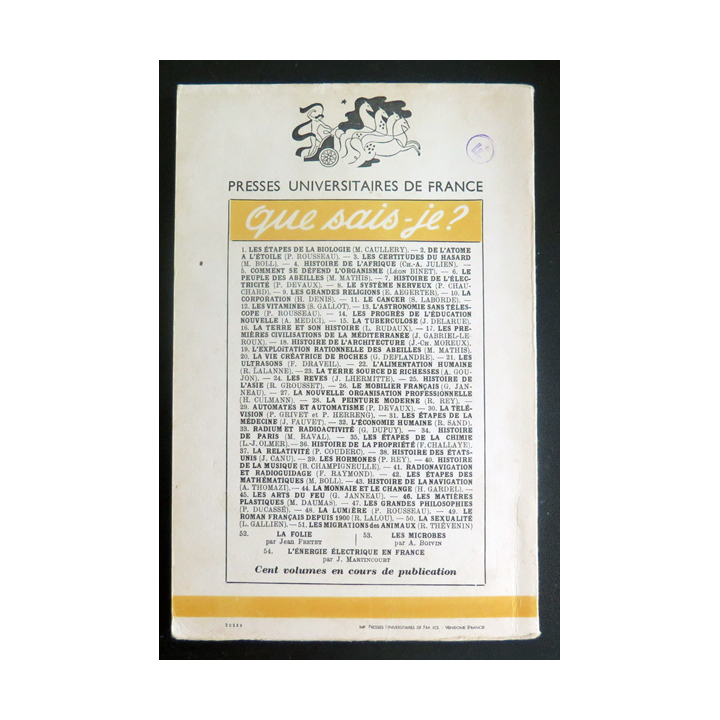 PRESSES UNIVERSITAIRES DE FRANCE
que sais-je?
1. LES ÉTAPES DE LA BIOLOGIE (M. CAULLERY). — 2. DE L'ATOME
A L'ÉTOILE (P. ROUSSEAU). — 3. LES CERTITUDES DU HASARD
(M. BOLL). — 4. HISTOIRE DE L'AFRIQUE (CH.-A. JULIEN). —
5. COMMENT SE DÉFEND L'ORGANISME (LÉON BINET). — 6. LE
PEUPLE DES ABEILLES (M. MATHIS). — 7. HISTOIRE DE L'ÉLEC-
TRICITÉ (P. DEVAUX). — 8. LE SYSTÈME NERVEUX (P. CHAU-
CHARD). — 9. LES GRANDES RELIGIONS (E. AEGERTER). — 10. LA
CORPORATION (H. DENIS). — 11. LE CANCER (S. LABORDE). —
12. LES VITAMINES (S. GALLOT). — 13. L'ASTRONOMIE SANS TÉLES-
COPE (P. ROUSSEAU). — 14. LES PROGRÈS DE L'ÉDUCATION
NOUVELLE (A. MEDICI). — 15. LA TUBERCULOSE (J. DELARUE). —
16. LA TERRE ET SON HISTOIRE (L. RUDAUX). — 17. LES PRE-
MIÈRES CIVILISATIONS DE LA MÉDITERRANÉE (J. GABRIEL-LE-
ROUX). — 18. HISTOIRE DE L'ARCHITECTURE (J.-CH. MOREUX). —
19. L'EXPLOITATION RATIONNELLE DES ABEILLES (M. MATHIS). —
20. LA VIE CRÉATRICE DE ROCHES (G. DEFLANDRE). — 21. LES
ULTRASONS (F. DRAVEIL). — 22. L'ALIMENTATION HUMAINE
(R. LALANNE). — 23. LA TERRE SOURCE DE RICHESSES (A. GOU-
JON). — 24. LES REVES (J. LHERMITTE). — 25. HISTOIRE DE
L'ASIE (R. GROUSSET). — 26. LE MOBILIER FRANÇAIS (G. JAN-
NEAU). — 27. LA NOUVELLE ORGANISATION PROFESSIONNELLE
(H. CULMANN). — 28. LA PEINTURE MODERNE (R. REY). —
29. AUTOMATES ET AUTOMATISME (P. DEVAUX). — 30. LA TÉLÉ-
VISION (P. GRIVET et P. HERRENG). — 31. LES ÉTAPES DE LA
MÉDECINE (J. FAUVET). — 32. L'ÉCONOMIE HUMAINE (R. SAND). —
33. RADIUM ET RADIOACTIVITÉ (G. DUPUY). — 34. HISTOIRE
DE PARIS (M. RAVAL). — 35. LES ÉTAPES DE LA CHIMIE
(L.-J. OLMER). — 36. HISTOIRE DE LA PROPRIÉTÉ (F. CHALLAYE). —
37. LA RELATIVITÉ (P. COUDERC). — 38. HISTOIRE DES ÉTATS-
UNIS (J. CANU). — 39. LES HORMONES (P. REY). — 40. HISTOIRE
DE LA MUSIQUE (B. CHAMPIGNEULLE). — 41. RADIONAVIGATION
ET RADIOGUIDAGE (F. RAYMOND). — 42. LES ÉTAPES DES
MATHÉMATIQUES (M. BOLL). — 43. HISTOIRE DE LA NAVIGATION
(A. THOMAZI). — 44. LA MONNAIE ET LE CHANGE (H. GARDEL). —
45. LES ARTS DU FEU (G. JANNEAU). — 46. LES MATIÈRES
PLASTIQUES (M. DAUMAS). — 47. LES GRANDES PHILOSOPHIES
(P. DUCASSÉ). — 48. LA LUMIÈRE (P. ROUSSEAU). — 49. LE
ROMAN FRANÇAIS DEPUIS 1900 (R. LALOU). — 50. LA SEXUALITÉ
(L. GALLIEN). — 51. LES MIGRATIONS des ANIMAUX (R. THÉVENIN)
52. LA FOLIE 53. LES MICROBES
par Jean FRETET par A. BOIVIN
54. L'ÉNERGIE ÉLECTRIQUE EN FRANCE
par J. MARTINCOURT
Cent volumes en cours de publication
IMP. PRESSES UNIVERSITAIRES DE - VENDOME (FRANCE)